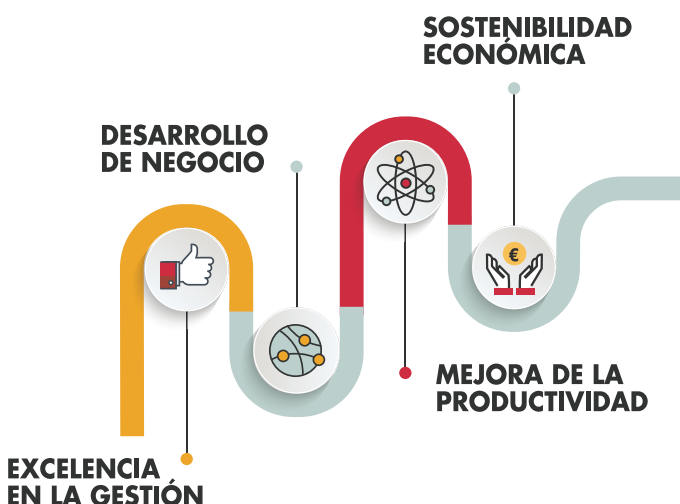 SOSTENIBILIDAD
ECONÓMICA
DESARROLLO
DE NEGOCIO
€
MEJORA DE LA
PRODUCTIVIDAD
EXCELENCIA
EN LA GESTIÓN